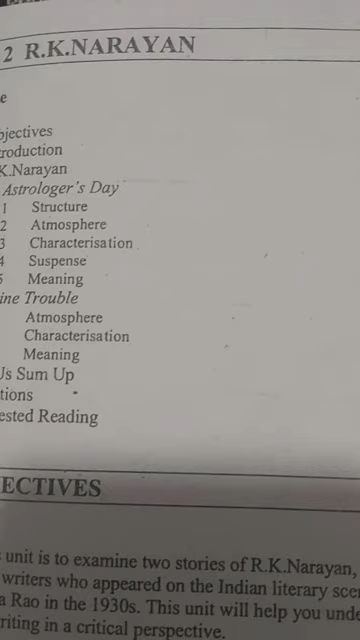 2 R.K.NARAYAN
e
bjectives
roduction
K.Narayan
Astrologer's Day
1 Structure
2 Atmosphere
3 Characterisation
4 Suspense
5 Meaning
ine Trouble
Atmosphere
Characterisation
Meaning
Us Sum Up
tions
ested Reading
ECTIVES
unit is to examine two stories of R.K.Narayan,
writers who appeared on the Indian literary scen
a Rao in the 1930s. This unit will help you unde
riting in a critical perspective.